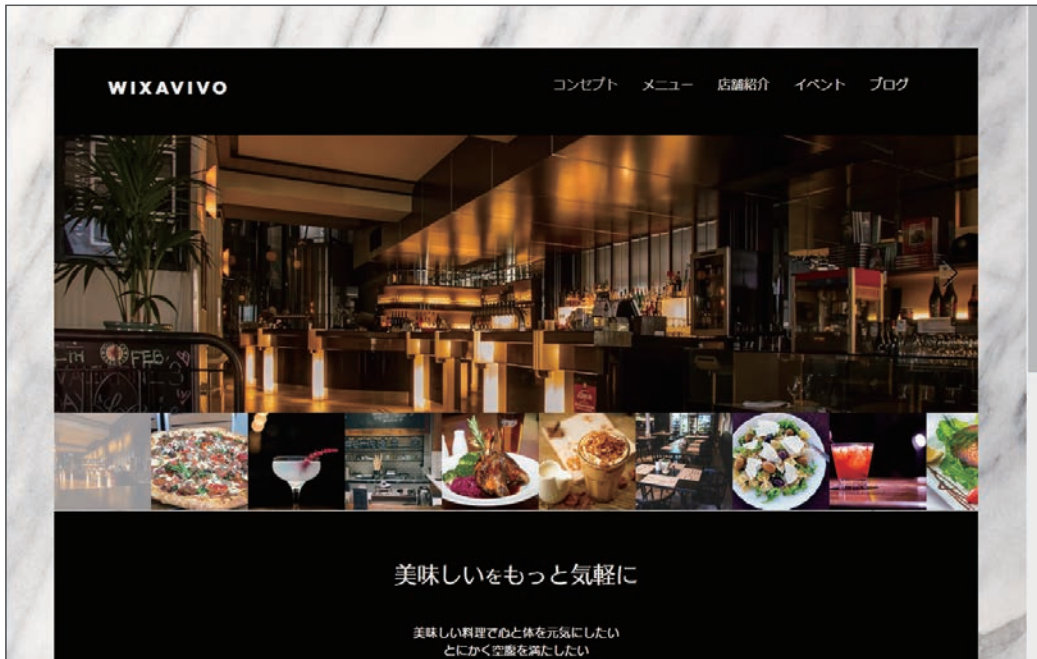 WIXAVIVO
コンセプト メニュー 店舗紹介 イベント ブログ
FEB
美味しいをもっと気軽に
美味しい料理で心と体を元気にしたい
とにかく空腹を満たしたい